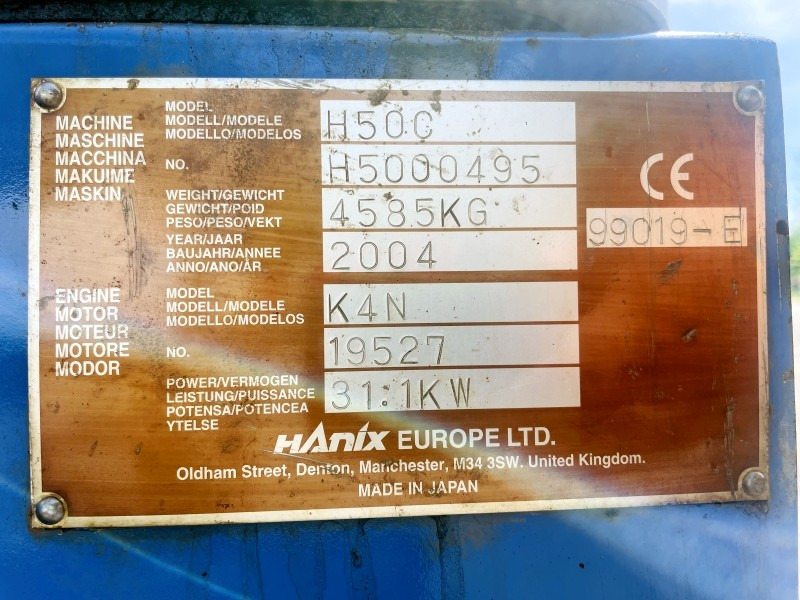 MACHINE
MASCHINE
MACCHINA
MAKUIME
MASKIN
MODEL
MODELL/MODELE
MODELLO/MODELOS
H50C
NO.
H5000495
WEIGHT/GEWICHT
GEWICHT/POID
PESO/PESO/VEKT
4585KG
YEAR/JAAR
BAUJAHR/ANNEE
ANNO/ANO/ÅR
2004
CE
99019-E
ENGINE
MOTOR
MOTEUR
MOTORE
MODOR
MODEL
MODELL/MODELE
MODELLO/MODELOS
K4N
NO.
19527
POWER/VERMOGEN
LEISTUNG/PUISSANCE
POTENSA/POTENCEA
YTELSE
31.1KW
HANIX EUROPE LTD.
Oldham Street, Denton, Manchester, M34 3SW. United Kingdom.
MADE IN JAPAN